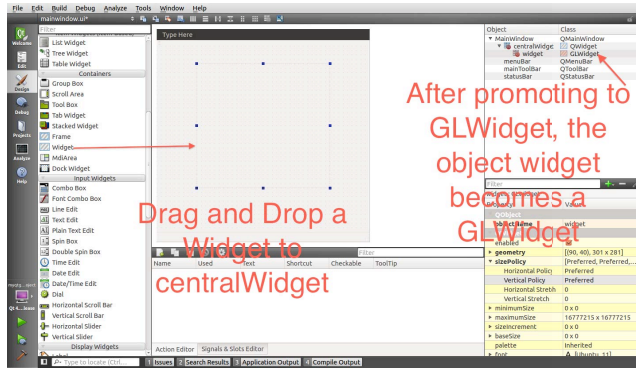 File Edit Build Debug Analyze Tools Window Help
mainwindow.ui*
Filter
Type Here
Object Class
MainWindow QMainWindow
centralWidge QWidget
widget GLWidget
menuBar QMenuBar
mainToolBar QToolBar
statusBar QStatusBar
Welcome
Edit
Design
Debug
Projects
Analyze
Help
List Widget
Tree Widget
Table Widget
Containers
Group Box
Scroll Area
Tool Box
Tab Widget
Stacked Widget
Frame
Widget
MdiArea
Dock Widget
Input Widgets
Combo Box
Font Combo Box
Line Edit
Text Edit
Plain Text Edit
Spin Box
Double Spin Box
Time Edit
Date Edit
Date/Time Edit
Dial
Horizontal Scroll Bar
Vertical Scroll Bar
Horizontal Slider
Vertical Slider
Display Widgets
Label
After promoting to
GLWidget, the
object widget
becomes a
GLWidget
Drag and Drop a
Widget to
centralWidget
Filter
Name Used Text Shortcut Checkable ToolTip
Action Editor Signals & Slots Editor
Filter
QObject
widget
enabled
geometry [(90, 40), 301 x 281]
sizePolicy [Preferred, Preferred,...
Horizontal Policy Preferred
Vertical Policy Preferred
Horizontal Stretch 0
Vertical Stretch 0
minimumSize 0 x 0
maximumSize 16777215 x 16777215
sizeIncrement 0 x 0
baseSize 0 x 0
palette Inherited
font A [Ubuntu, 11]
Type to locate (Ctrl... 1 Issues 2 Search Results 3 Application Output 4 Compile Output